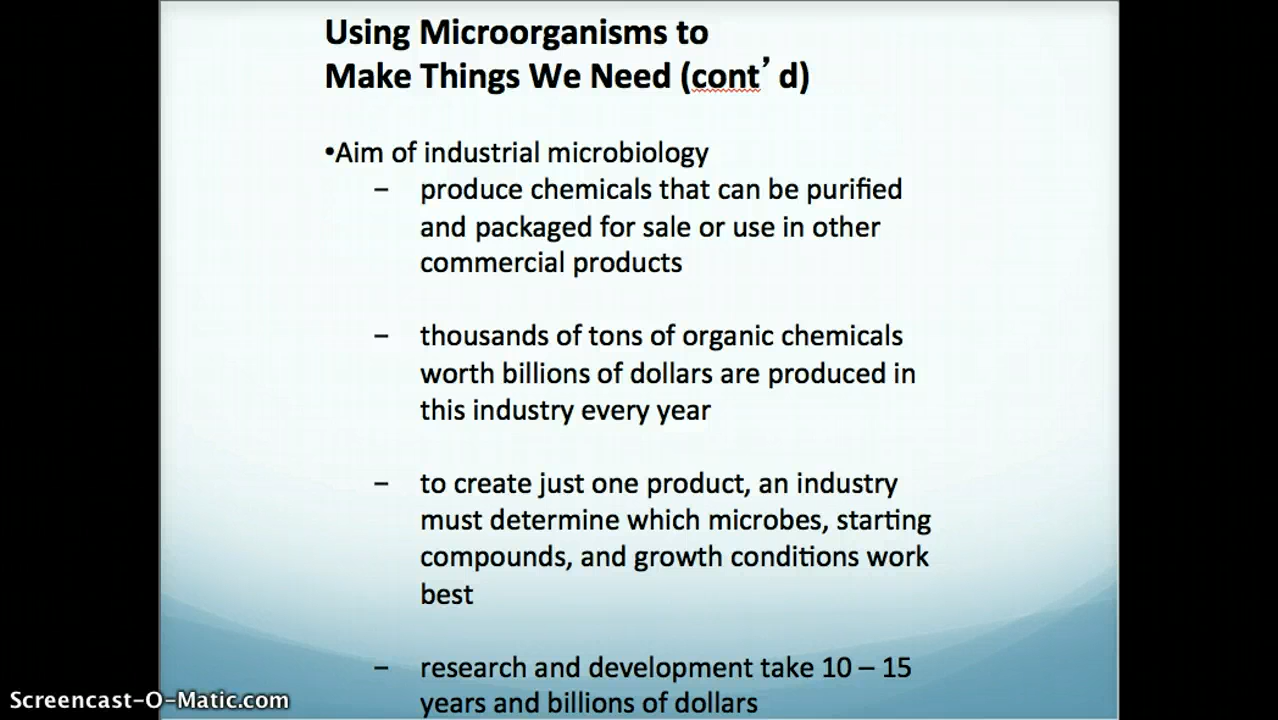 Using Microorganisms to
Make Things We Need (cont’ d)
•Aim of industrial microbiology
– produce chemicals that can be purified
and packaged for sale or use in other
commercial products
– thousands of tons of organic chemicals
worth billions of dollars are produced in
this industry every year
– to create just one product, an industry
must determine which microbes, starting
compounds, and growth conditions work
best
– research and development take 10 – 15
years and billions of dollars
Screencast-O-Matic.com